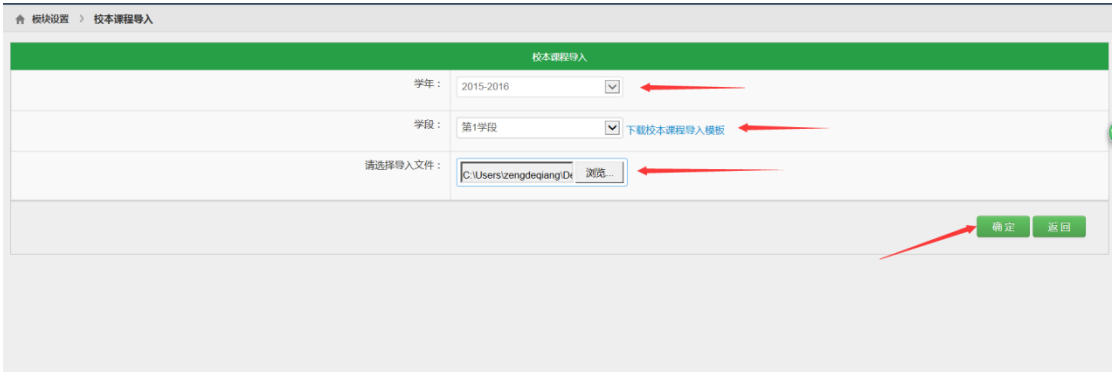 模块设置 > 校本课程导入
校本课程导入
学年： 2015-2016
学段： 第1学段 下载校本课程导入模板
请选择导入文件： C:\Users\zengdeqiang\De 浏览...
确定 返回